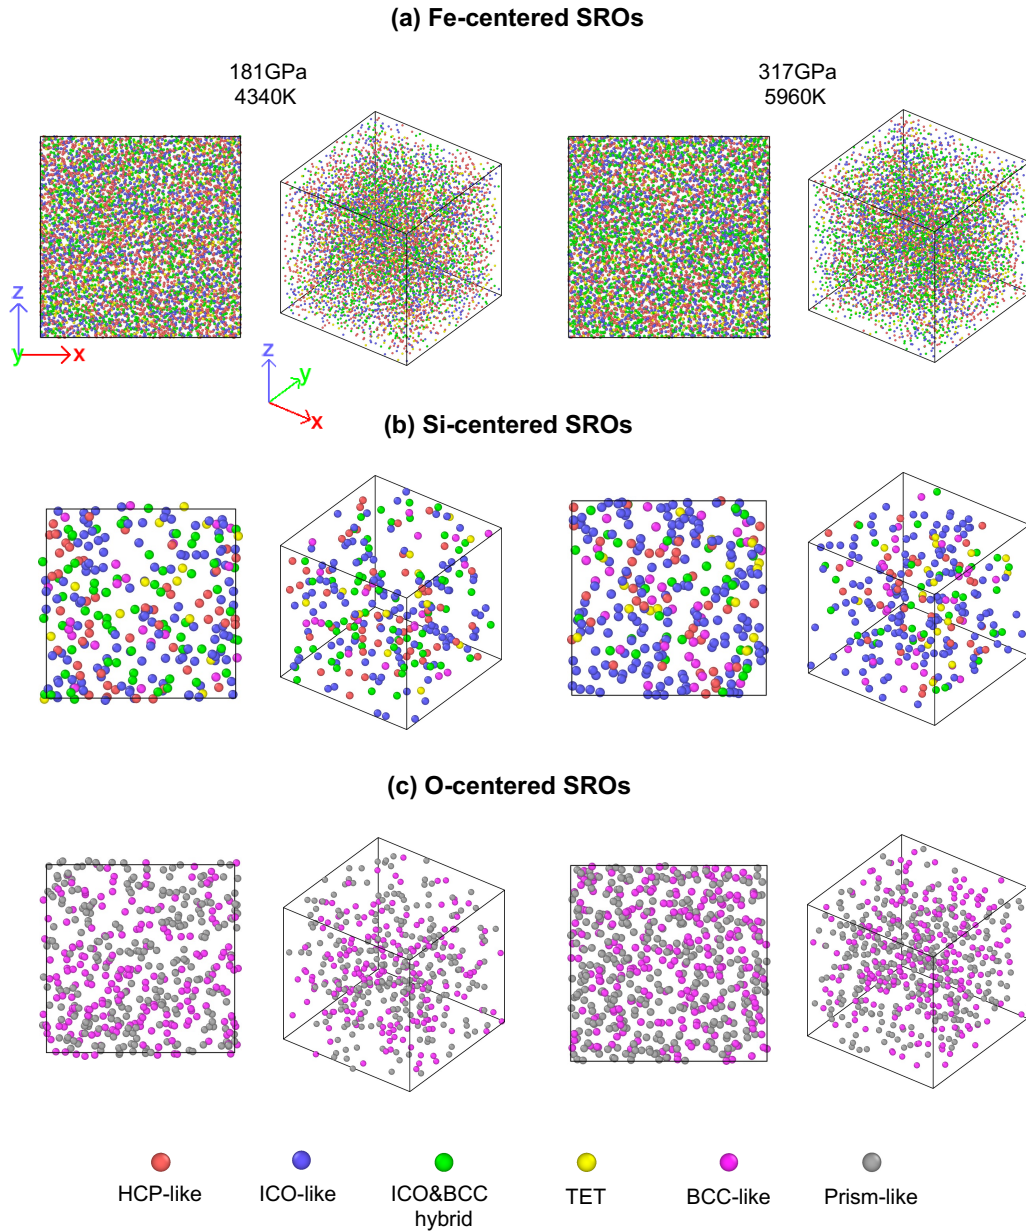 (a) Fe-centered SROs
181GPa
4340K
317GPa
5960K
z
y
x
z
y
x
(b) Si-centered SROs
(c) O-centered SROs
HCP-like
ICO-like
ICO&BCC
hybrid
TET
BCC-like
Prism-like